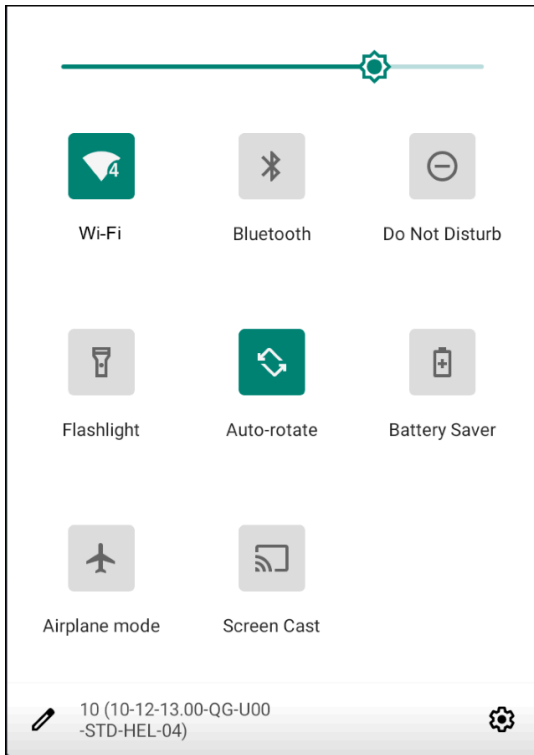 4
Wi-Fi
Bluetooth
Do Not Disturb
Flashlight
Auto-rotate
Battery Saver
Airplane mode
Screen Cast
10 (10-12-13.00-QG-U00
-STD-HEL-04)